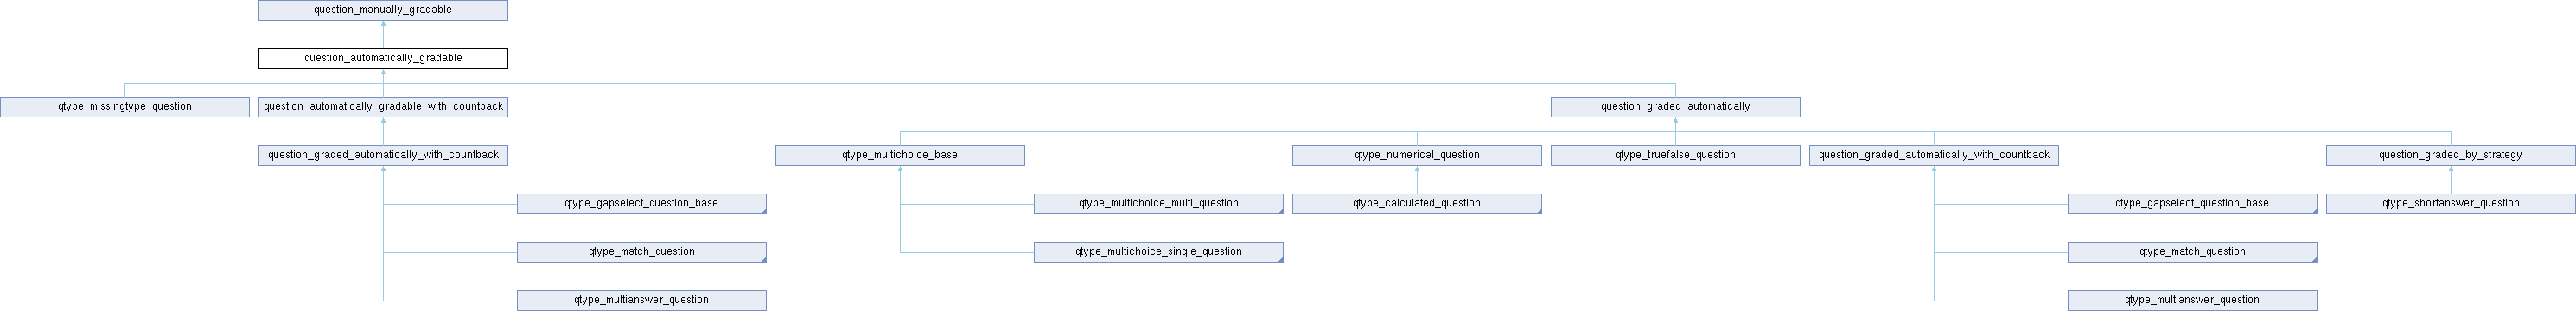 question_manually_gradable
question_automatically_gradable
qtype_missingtype_question
question_automatically_gradable_with_countback
question_graded_automatically
question_graded_automatically_with_countback
qtype_multichoice_base
qtype_numerical_question
qtype_truefalse_question
question_graded_automatically_with_countback
question_graded_by_strategy
qtype_gapselect_question_base
qtype_multichoice_multi_question
qtype_calculated_question
qtype_gapselect_question_base
qtype_shortanswer_question
qtype_match_question
qtype_multichoice_single_question
qtype_match_question
qtype_multianswer_question
qtype_multianswer_question